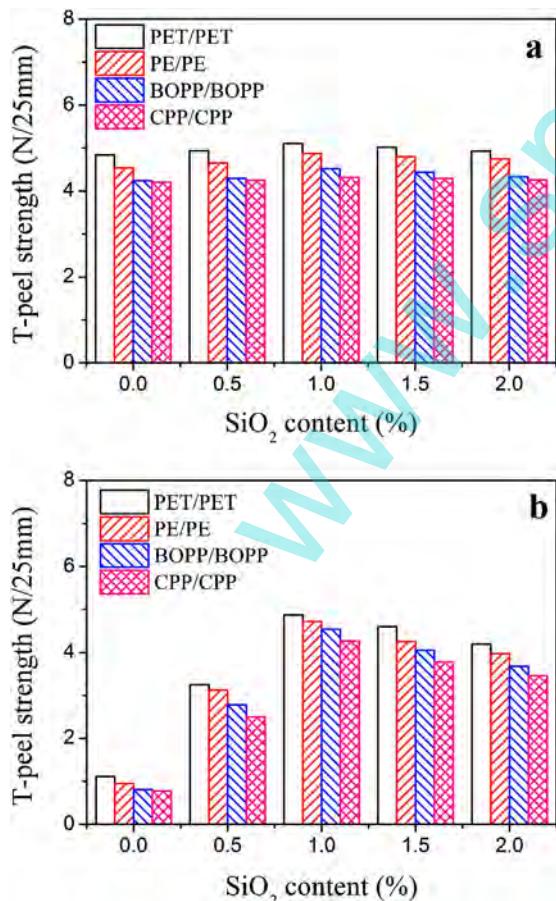 8
6
4
2
0
T-peel strength (N/25mm)
PET/PET
PE/PE
BOPP/BOPP
CPP/CPP
a
0.0 0.5 1.0 1.5 2.0
SiO₂ content (%)
8
6
4
2
0
T-peel strength (N/25mm)
PET/PET
PE/PE
BOPP/BOPP
CPP/CPP
b
0.0 0.5 1.0 1.5 2.0
SiO₂ content (%)
www.s